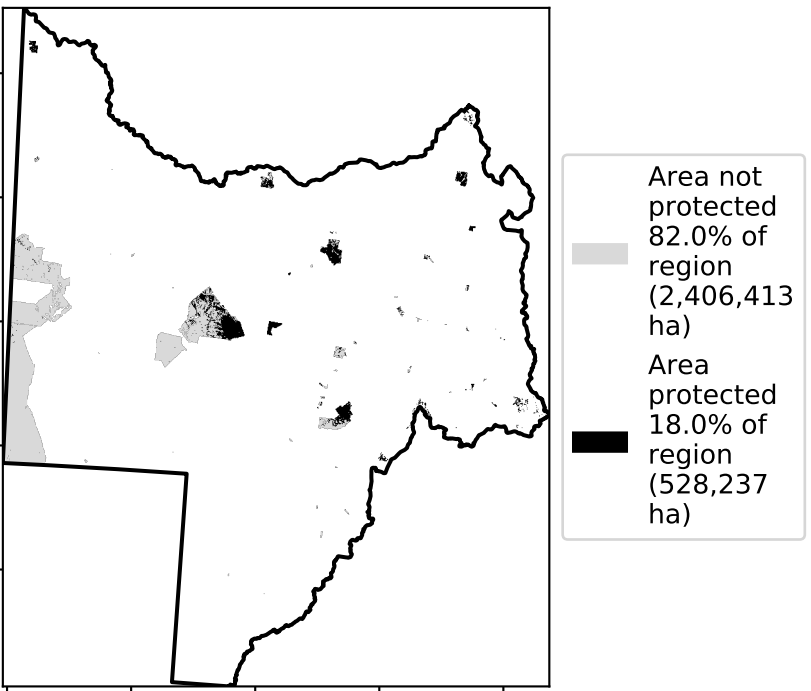 Area not
protected
82.0% of
region
(2,406,413
ha)
Area
protected
18.0% of
region
(528,237
ha)